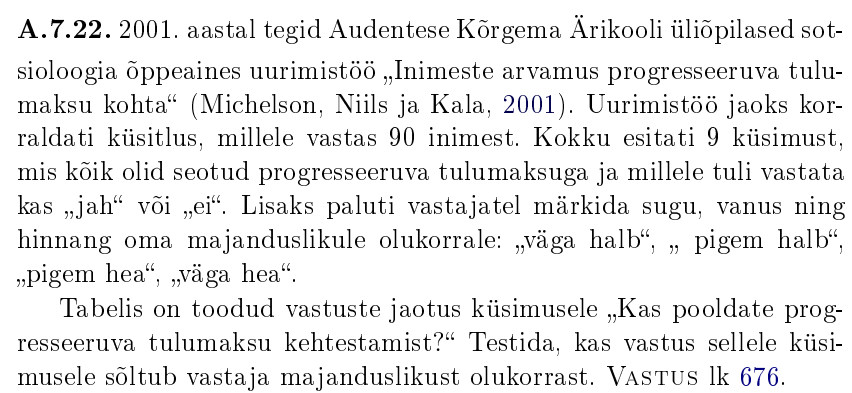 A.7.22. 2001. aastal tegid Audentese Kõrgema Ärikooli üliõpilased sot-
sioloogia õppeaines uurimistöö „Inimeste arvamus progresseeruva tulu-
maksu kohta“ (Michelson, Niils ja Kala, 2001). Uurimistöö jaoks kor-
raldati küsitlus, millele vastas 90 inimest. Kokku esitati 9 küsimust,
mis kõik olid seotud progresseeruva tulumaksuga ja millele tuli vastata
kas „jah“ või „ei“. Lisaks paluti vastajatel märkida sugu, vanus ning
hinnang oma majanduslikule olukorrale: „väga halb“, „ pigem halb“,
„pigem hea“, „väga hea“.
Tabelis on toodud vastuste jaotus küsimusele „Kas pooldate prog-
resseeruva tulumaksu kehtestamist?“ Testida, kas vastus sellele küsi-
musele sõltub vastaja majanduslikust olukorrast. VASTUS lk 676.